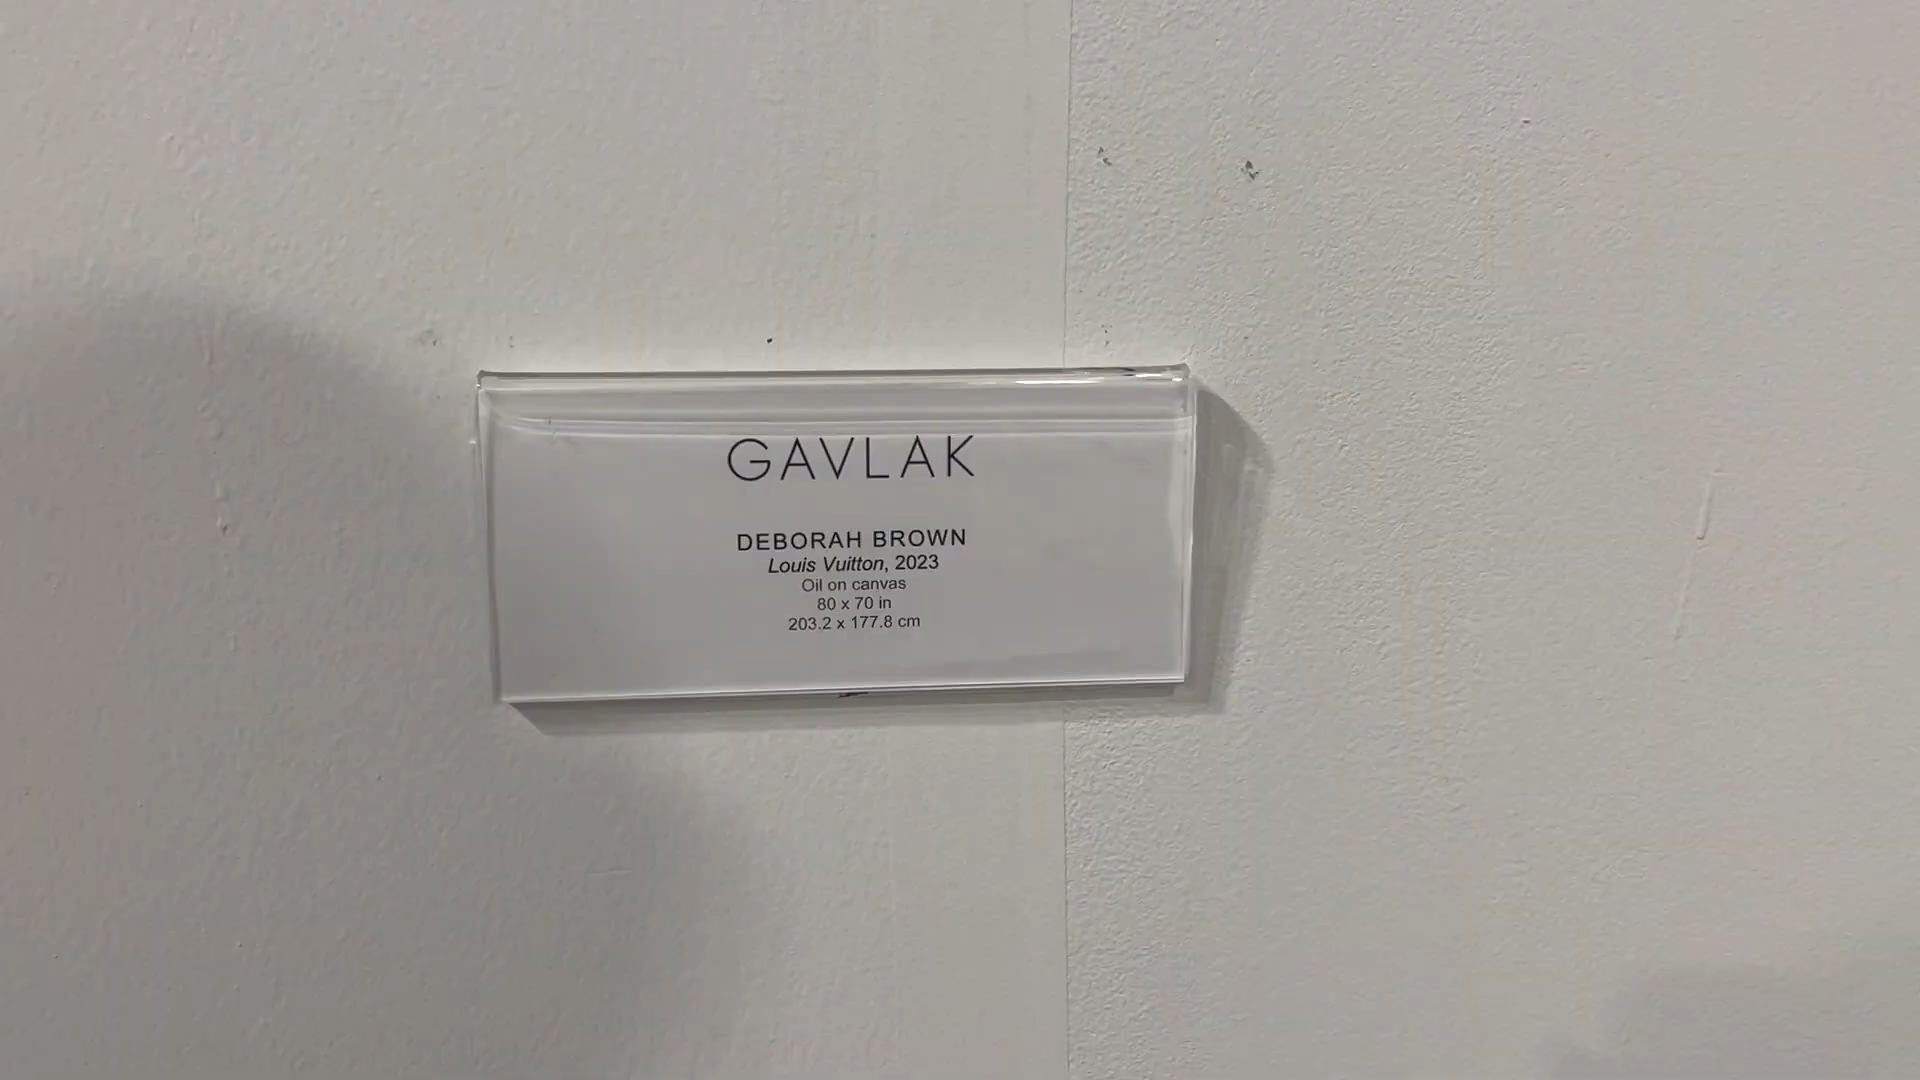 GAVLAK
DEBORAH BROWN
Louis Vuitton, 2023
Oil on canvas
80 x 70 in
203.2 x 177.8 cm